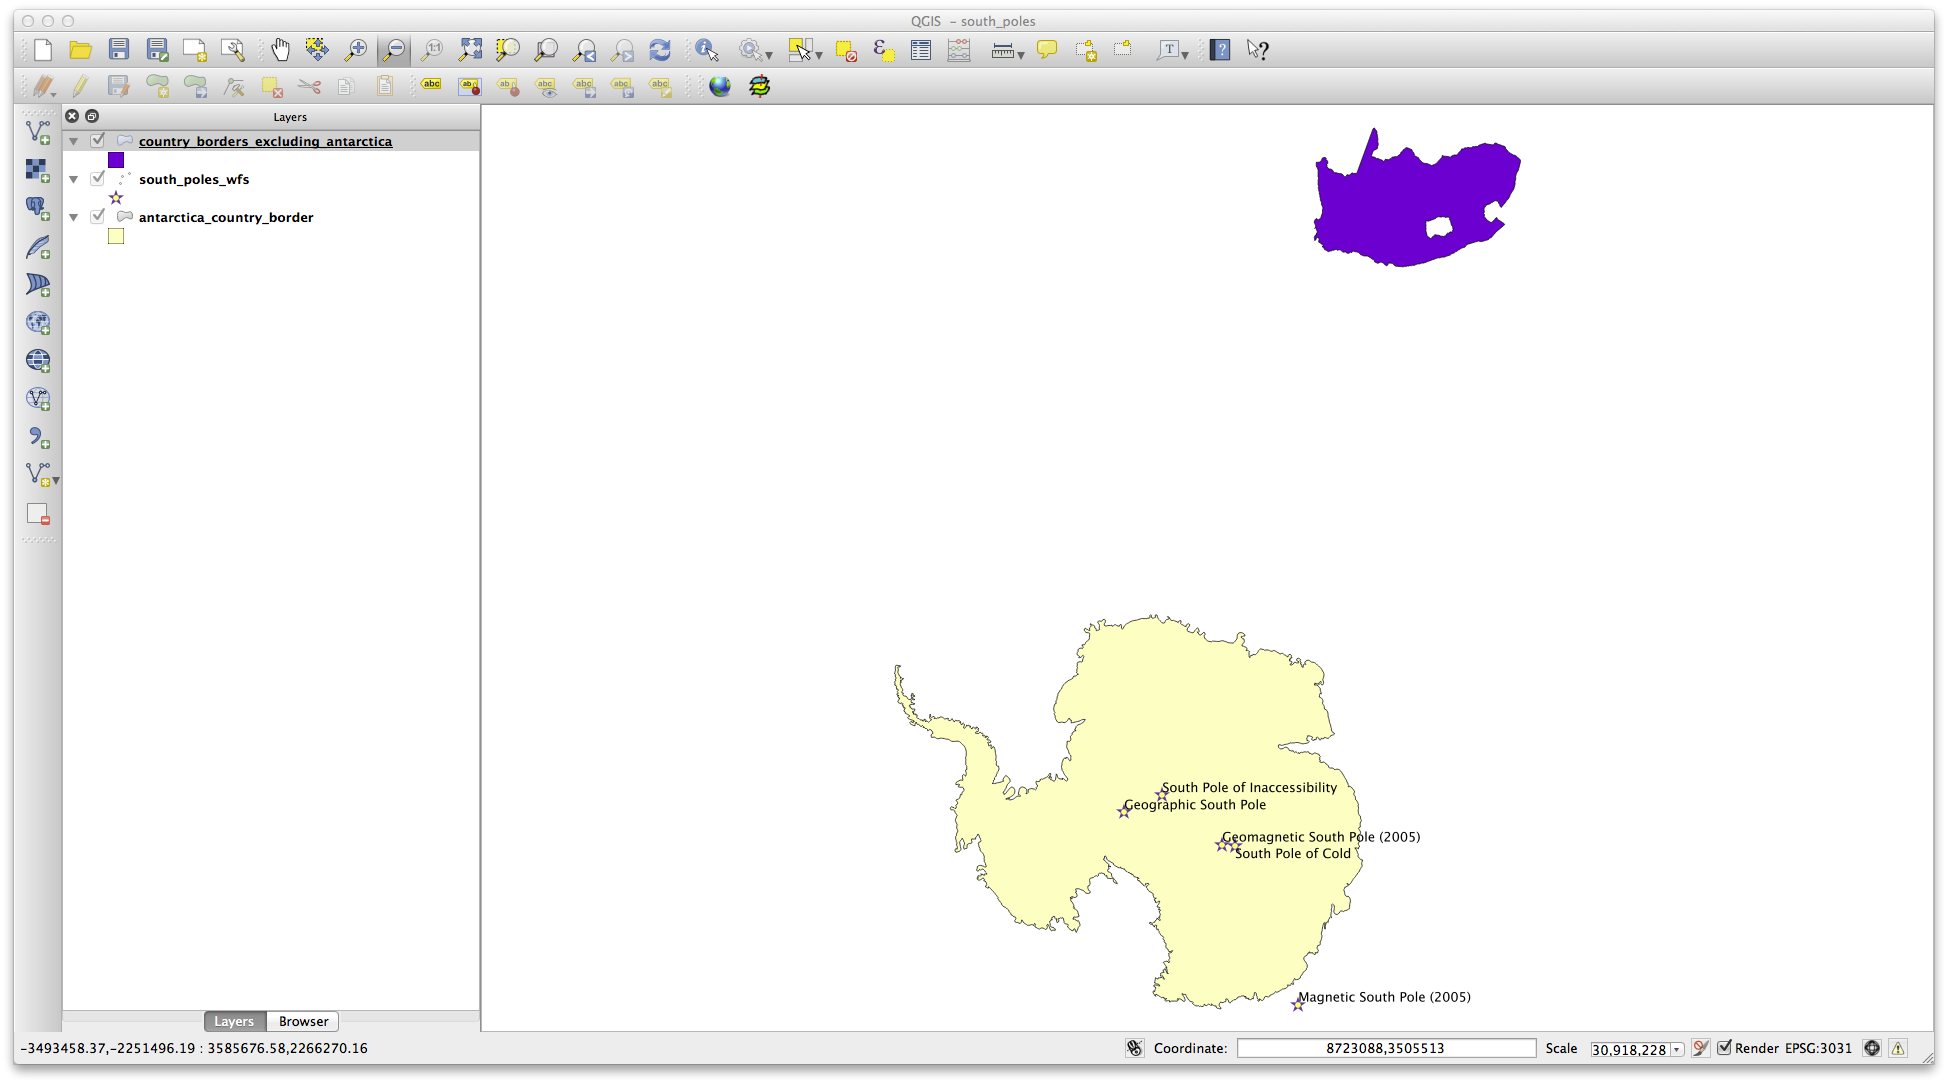 QGIS - south_poles
Layers
country_borders_excluding_antarctica
south_poles_wfs
antarctica_country_border
South Pole of Inaccessibility
Geographic South Pole
Geomagnetic South Pole (2005)
South Pole of Cold
Magnetic South Pole (2005)
Layers Browser
-3493458.37,-2251496.19 : 3585676.58,2266270.16 Coordinate: 8723088,3505513 Scale 30,918,228 Render EPSG:3031